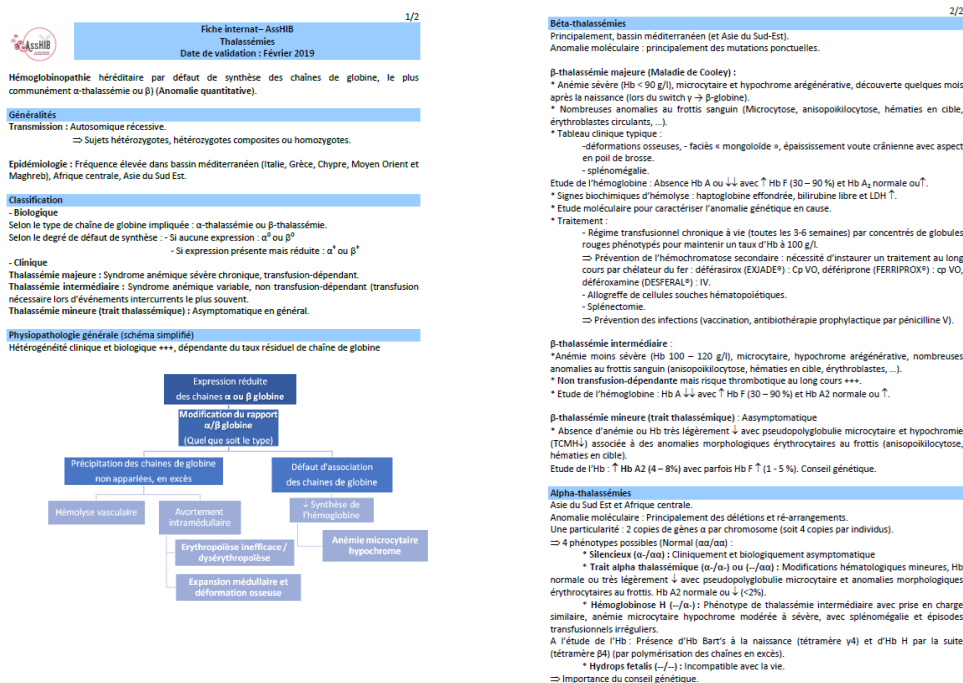 1/2
AssHIB
Fiche internat– AssHIB
Thalassémies
Date de validation : Février 2019
Hémoglobinopathie héréditaire par défaut de synthèse des chaînes de globine, le plus
communément α-thalassémie ou β) (Anomalie quantitative).
Généralités
Transmission : Autosomique récessive.
⇒ Sujets hétérozygotes, hétérozygotes composites ou homozygotes.
Epidémiologie : Fréquence élevée dans bassin méditerranéen (Italie, Grèce, Chypre, Moyen Orient et
Maghreb), Afrique centrale, Asie du Sud Est.
Classification
- Biologique
Selon le type de chaîne de globine impliquée : α-thalassémie ou β-thalassémie.
Selon le degré de défaut de synthèse : - Si aucune expression : α⁰ ou β⁰
- Si expression présente mais réduite : α⁺ ou β⁺
- Clinique
Thalassémie majeure : Syndrome anémique sévère chronique, transfusion-dépendant.
Thalassémie intermédiaire : Syndrome anémique variable, non transfusion-dépendant (transfusion
nécessaire lors d'événements intercurrents le plus souvent.
Thalassémie mineure (trait thalassémique) : Asymptomatique en général.
Physiopathologie générale (schéma simplifié)
Hétérogénéité clinique et biologique +++, dépendante du taux résiduel de chaîne de globine
Expression réduite
des chaines α ou β globine
Modification du rapport
α/β globine
(Quel que soit le type)
Précipitation des chaines de globine
non appariées, en excès
Défaut d'association
des chaines de globine
Hémolyse vasculaire
Avortement
intramédullaire
↓ Synthèse de
l'hémoglobine
Erythropoïèse inefficace /
dysérythropoïèse
Anémie microcytaire
hypochrome
Expansion médullaire et
déformation osseuse
2/2
Béta-thalassémies
Principalement, bassin méditerranéen (et Asie du Sud-Est).
Anomalie moléculaire : principalement des mutations ponctuelles.
β-thalassémie majeure (Maladie de Cooley) :
* Anémie sévère (Hb < 90 g/l), microcytaire et hypochrome arégénérative, découverte quelques mois
après la naissance (lors du switch γ → β-globine).
* Nombreuses anomalies au frottis sanguin (Microcytose, anisopoikilocytose, hématies en cible,
érythroblastes circulants, ...).
* Tableau clinique typique :
-déformations osseuses, - faciès « mongoloïde », épaississement voute crânienne avec aspect
en poil de brosse.
- splénomégalie.
Etude de l'hémoglobine : Absence Hb A ou ↓↓ avec ↑ Hb F (30 – 90 %) et Hb A₂ normale ou↑.
* Signes biochimiques d'hémolyse : haptoglobine effondrée, bilirubine libre et LDH ↑.
* Etude moléculaire pour caractériser l'anomalie génétique en cause.
* Traitement :
- Régime transfusionnel chronique à vie (toutes les 3-6 semaines) par concentrés de globules
rouges phénotypés pour maintenir un taux d'Hb à 100 g/l.
⇒ Prévention de l'hémochromatose secondaire : nécessité d'instaurer un traitement au long
cours par chélateur du fer : déférasirox (EXJADE®) : Cp VO, défériprone (FERRIPROX®) : cp VO,
déféroxamine (DESFERAL®) : IV.
- Allogreffe de cellules souches hématopoïétiques.
- Splénectomie.
⇒ Prévention des infections (vaccination, antibiothérapie prophylactique par pénicilline V).
β-thalassémie intermédiaire :
*Anémie moins sévère (Hb 100 – 120 g/l), microcytaire, hypochrome arégénérative, nombreuses
anomalies au frottis sanguin (anisopoikilocytose, hématies en cible, érythroblastes, ...).
* Non transfusion-dépendante mais risque thrombotique au long cours +++.
* Etude de l'hémoglobine : Hb A ↓↓ avec ↑ Hb F (30 – 90 %) et Hb A2 normale ou ↑.
β-thalassémie mineure (trait thalassémique) : Aasymptomatique
* Absence d'anémie ou Hb très légèrement ↓ avec pseudopolyglobulie microcytaire et hypochromie
(TCMH↓) associée à des anomalies morphologiques érythrocytaires au frottis (anisopoikilocytose,
hématies en cible).
Etude de l'Hb : ↑ Hb A2 (4 – 8%) avec parfois Hb F ↑ (1 - 5 %). Conseil génétique.
Alpha-thalassémies
Asie du Sud Est et Afrique centrale.
Anomalie moléculaire : Principalement des délétions et ré-arrangements.
Une particularité : 2 copies de gènes α par chromosome (soit 4 copies par individus).
⇒ 4 phénotypes possibles (Normal (αα/αα) :
* Silencieux (α-/αα) : Cliniquement et biologiquement asymptomatique
* Trait alpha thalassémique (α-/α-) ou (--/αα) : Modifications hématologiques mineures, Hb
normale ou très légèrement ↓ avec pseudopolyglobulie microcytaire et anomalies morphologiques
érythrocytaires au frottis. Hb A2 normale ou ↓ (<2%).
* Hémoglobinose H (--/α-) : Phénotype de thalassémie intermédiaire avec prise en charge
similaire, anémie microcytaire hypochrome modérée à sévère, avec splénomégalie et épisodes
transfusionnels irréguliers.
A l'étude de l'Hb : Présence d'Hb Bart's à la naissance (tétramère γ4) et d'Hb H par la suite
(tétramère β4) (par polymérisation des chaînes en excès).
* Hydrops fetalis (--/--) : Incompatible avec la vie.
⇒ Importance du conseil génétique.